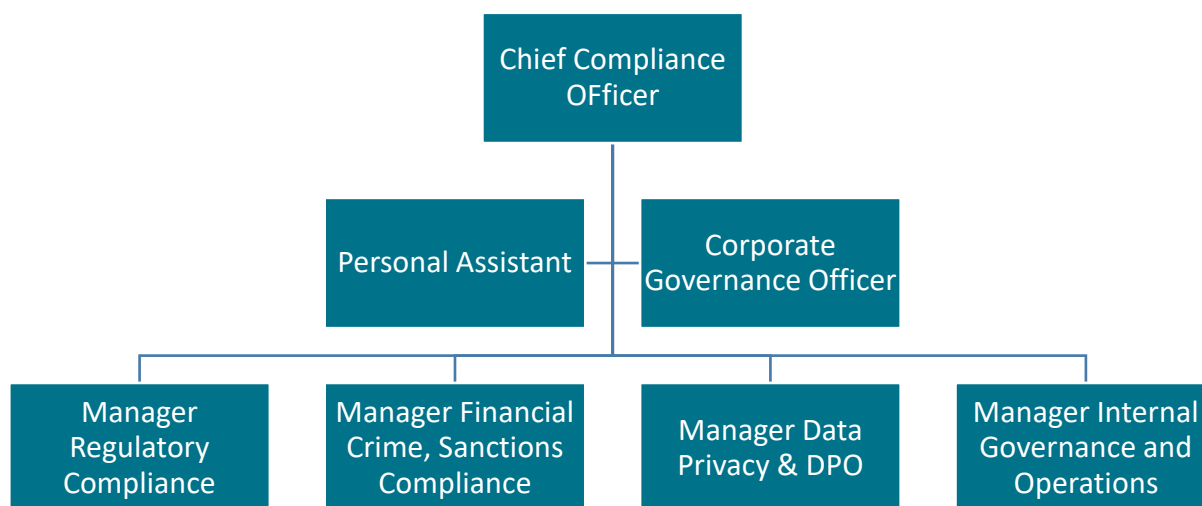 Chief Compliance
OFficer
Personal Assistant
Corporate
Governance Officer
Manager
Regulatory
Compliance
Manager Financial
Crime, Sanctions
Compliance
Manager Data
Privacy & DPO
Manager Internal
Governance and
Operations